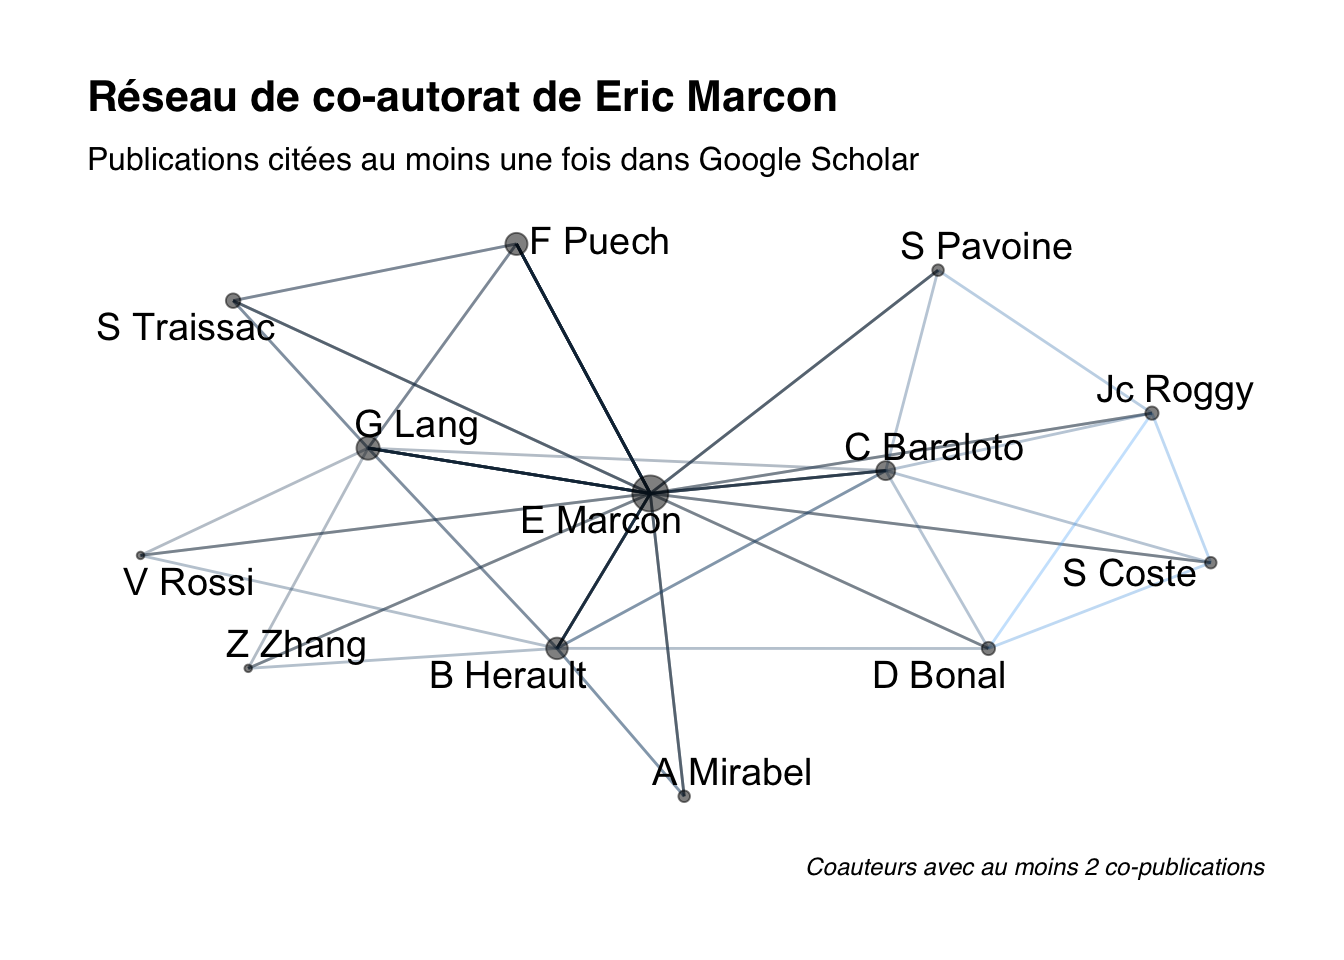 Réseau de co-autorat de Eric Marcon
Publications citées au moins une fois dans Google Scholar
F Puech
S Pavoine
S Traissac
Jc Roggy
G Lang
C Baraloto
E Marcon
S Coste
V Rossi
Z Zhang
B Herault
D Bonal
A Mirabel
Coauteurs avec au moins 2 co-publications